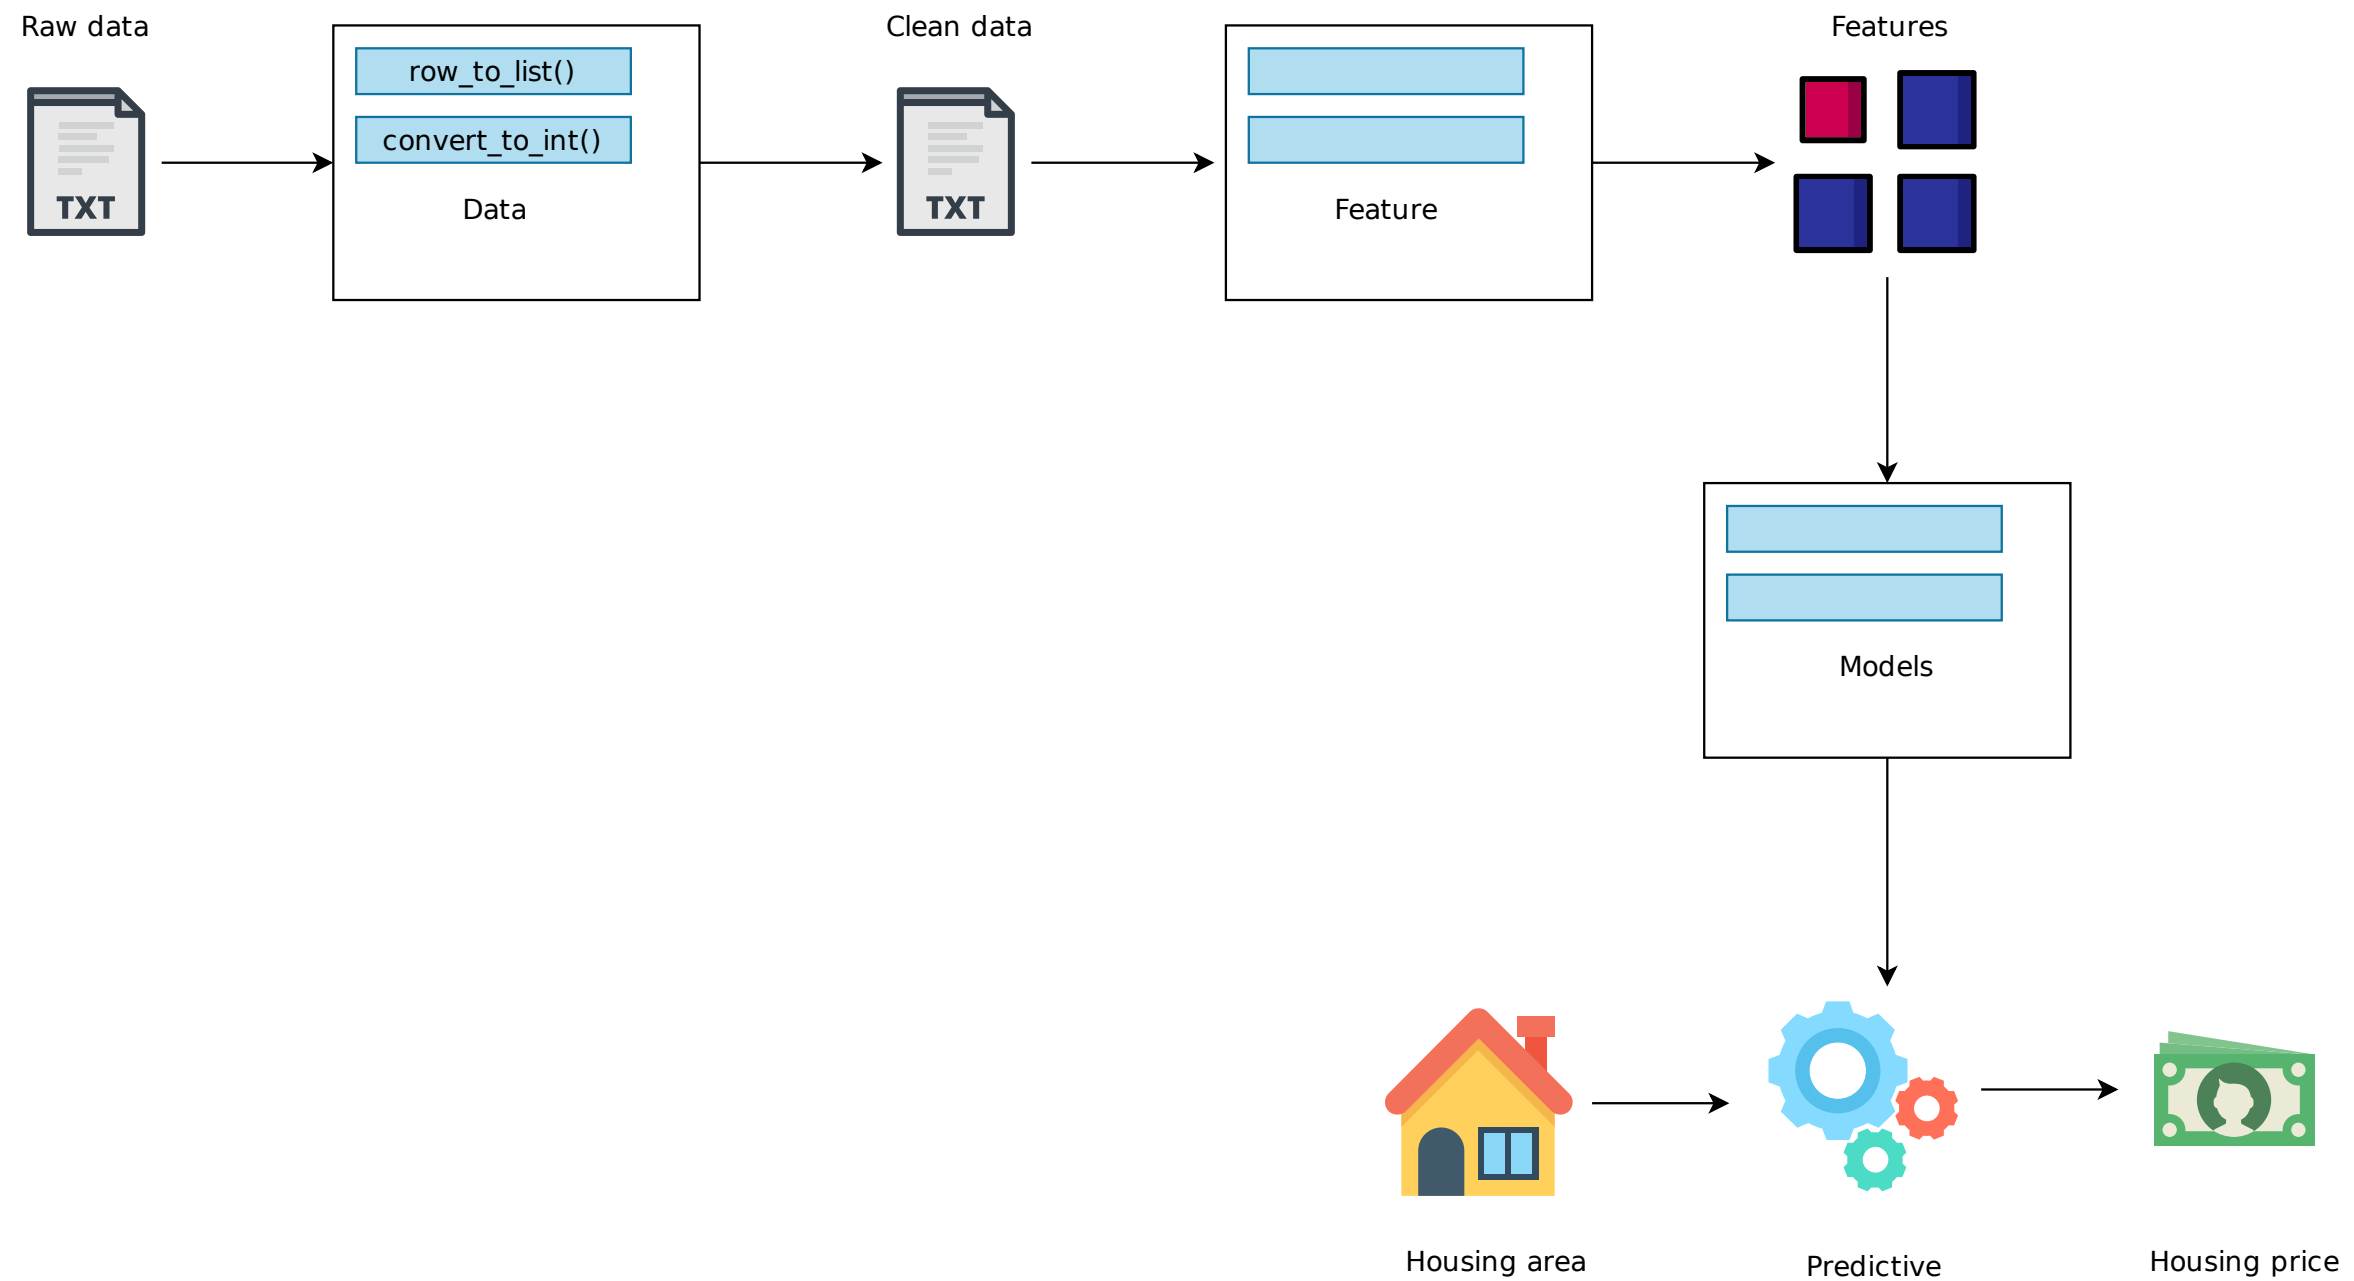 Raw data
row_to_list()
convert_to_int()
Data
TXT
Clean data
TXT
Feature
Features
Models
Housing area
Predictive
Housing price